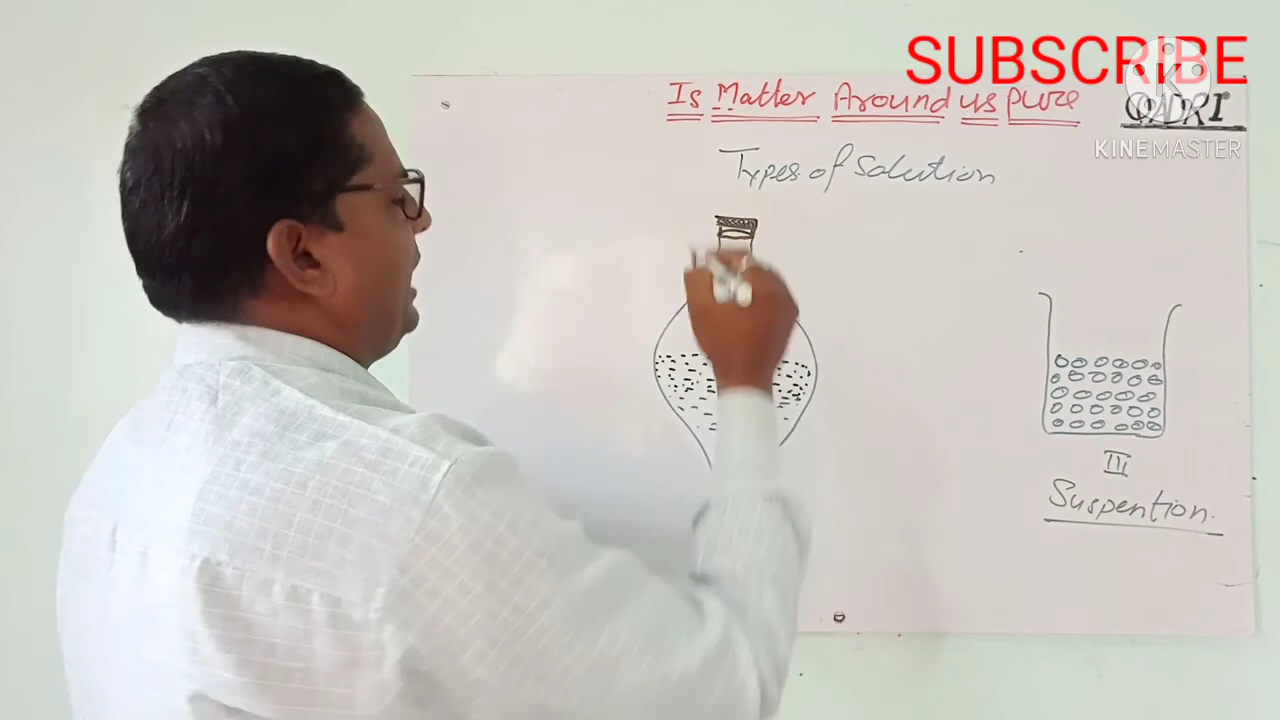 SUBSCRIBE
Is Matter Around us pure
QADRI
KINEMASTER
Types of Solution
III
Suspention.